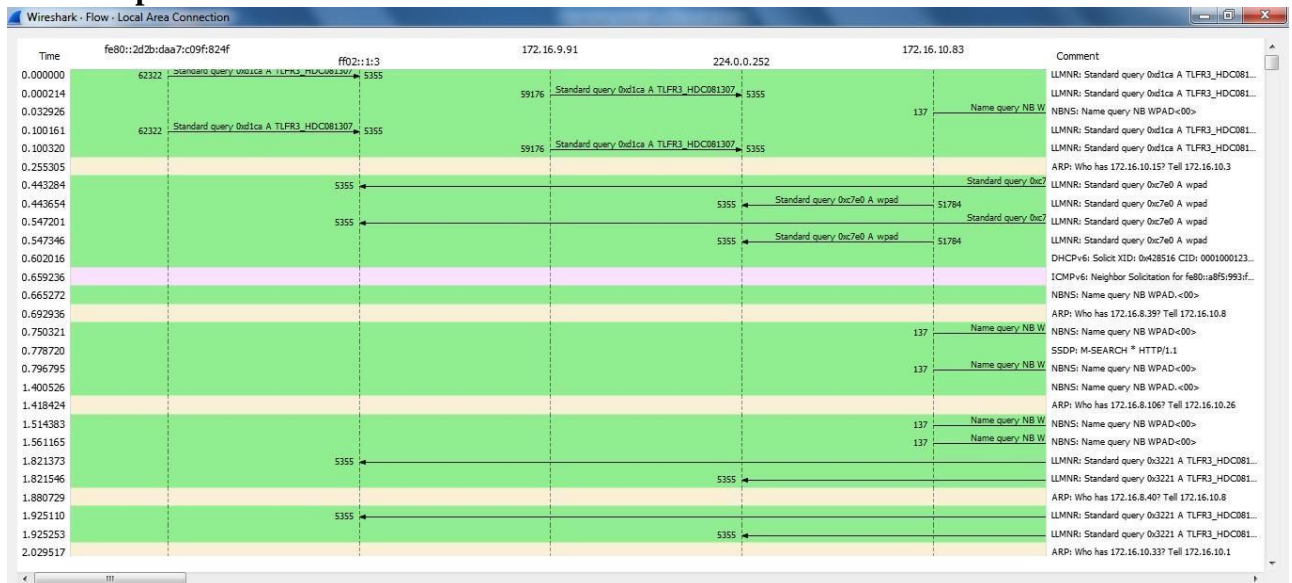 Wireshark · Flow · Local Area Connection
Time fe80::2d2b:daa7:c09f:824f ff02::1:3 172.16.9.91 224.0.0.252 172.16.10.83 Comment
0.000000 62322 Standard query 0xd1ca A TLFR3_HDC081307 5355 LLMNR: Standard query 0xd1ca A TLFR3_HDC081...
0.000214 59176 Standard query 0xd1ca A TLFR3_HDC081307 5355 LLMNR: Standard query 0xd1ca A TLFR3_HDC081...
0.032926 137 Name query NB W NBNS: Name query NB WPAD<00>
0.100161 62322 Standard query 0xd1ca A TLFR3_HDC081307 5355 LLMNR: Standard query 0xd1ca A TLFR3_HDC081...
0.100320 59176 Standard query 0xd1ca A TLFR3_HDC081307 5355 LLMNR: Standard query 0xd1ca A TLFR3_HDC081...
0.255305 ARP: Who has 172.16.10.15? Tell 172.16.10.3
0.443284 5355 Standard query 0xc7 LLMNR: Standard query 0xc7e0 A wpad
0.443654 5355 Standard query 0xc7e0 A wpad 51784 LLMNR: Standard query 0xc7e0 A wpad
0.547201 5355 Standard query 0xc7 LLMNR: Standard query 0xc7e0 A wpad
0.547346 5355 Standard query 0xc7e0 A wpad 51784 LLMNR: Standard query 0xc7e0 A wpad
0.602016 DHCPv6: Solicit XID: 0x428516 CID: 0001000123...
0.659236 ICMPv6: Neighbor Solicitation for fe80::a8f5:993:f...
0.665272 NBNS: Name query NB WPAD.<00>
0.692936 ARP: Who has 172.16.8.39? Tell 172.16.10.8
0.750321 137 Name query NB W NBNS: Name query NB WPAD<00>
0.778720 SSDP: M-SEARCH * HTTP/1.1
0.796795 137 Name query NB W NBNS: Name query NB WPAD<00>
1.400526 NBNS: Name query NB WPAD.<00>
1.418424 ARP: Who has 172.16.8.106? Tell 172.16.10.26
1.514383 137 Name query NB W NBNS: Name query NB WPAD<00>
1.561165 137 Name query NB W NBNS: Name query NB WPAD<00>
1.821373 5355 LLMNR: Standard query 0x3221 A TLFR3_HDC081...
1.821546 5355 LLMNR: Standard query 0x3221 A TLFR3_HDC081...
1.880729 ARP: Who has 172.16.8.40? Tell 172.16.10.8
1.925110 5355 LLMNR: Standard query 0x3221 A TLFR3_HDC081...
1.925253 5355 LLMNR: Standard query 0x3221 A TLFR3_HDC081...
2.029517 ARP: Who has 172.16.10.33? Tell 172.16.10.1